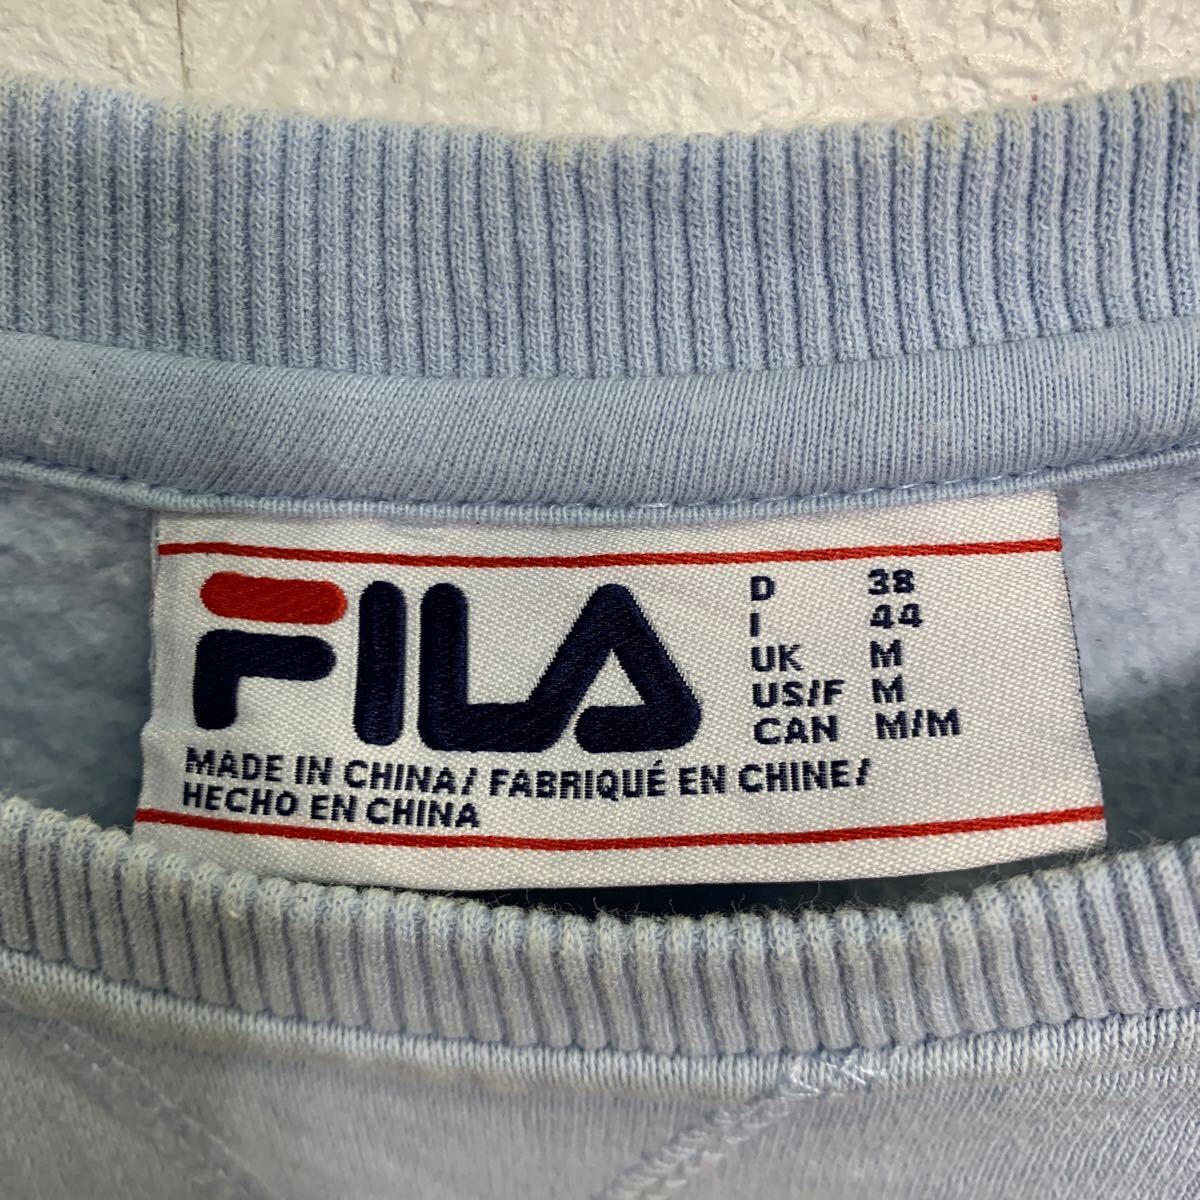 FILA
D 38
I 44
UK M
US/F M
CAN M/M
MADE IN CHINA/ FABRIQUÉ EN CHINE/
HECHO EN CHINA